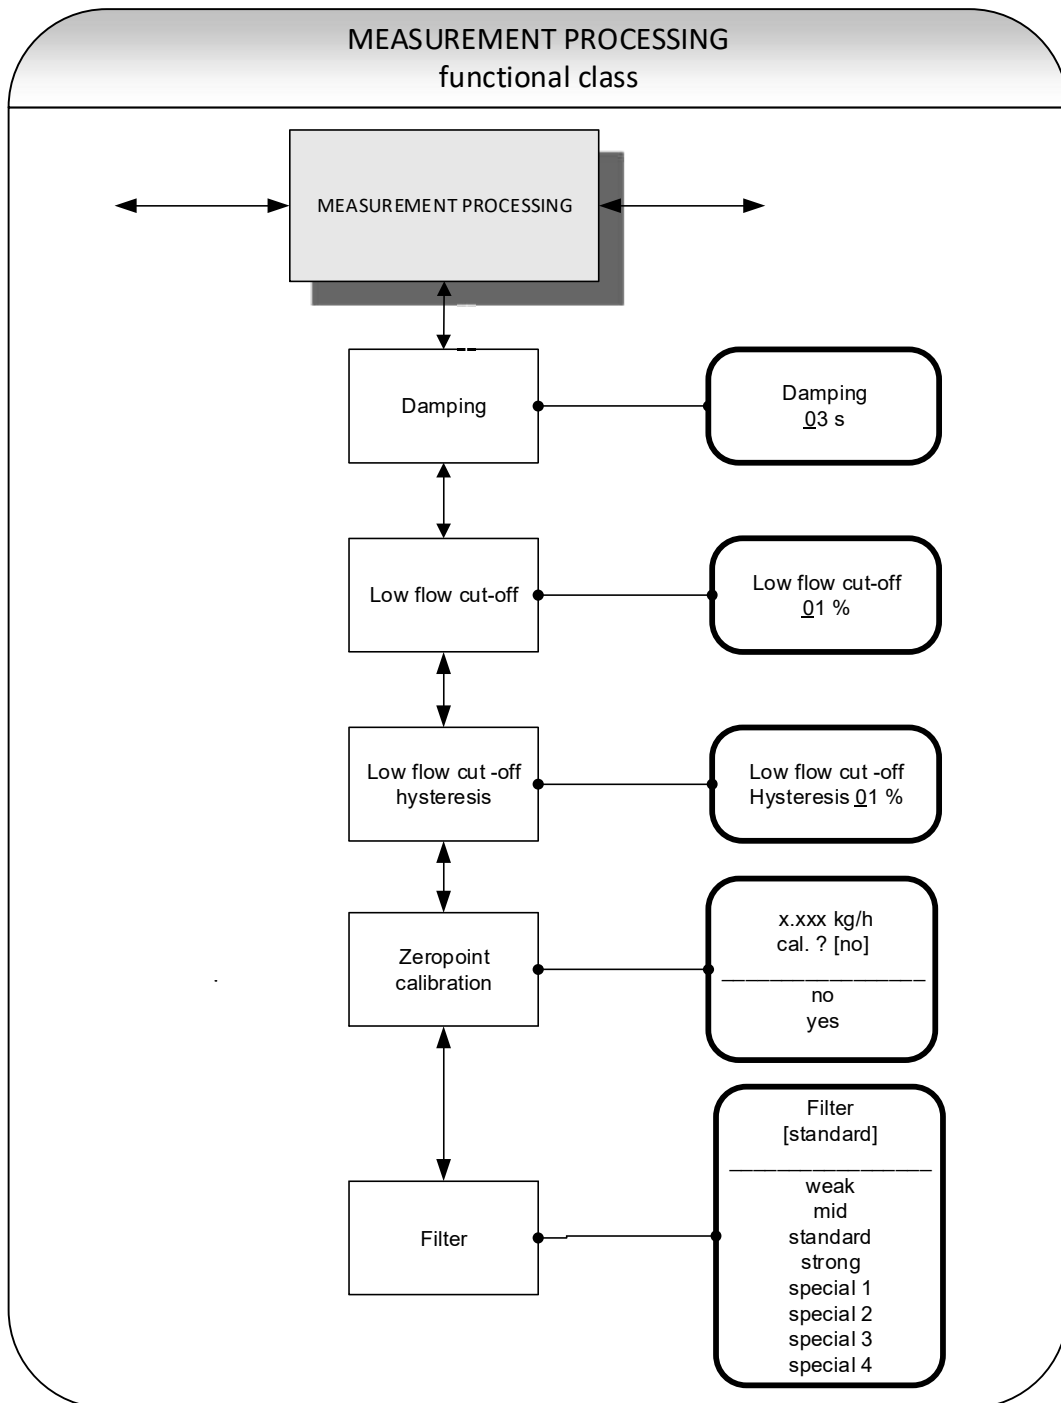 MEASUREMENT PROCESSING
functional class
MEASUREMENT PROCESSING
Damping
Damping
03 s
Low flow cut-off
Low flow cut-off
01 %
Low flow cut -off
hysteresis
Low flow cut -off
Hysteresis 01 %
Zeropoint
calibration
x.xxx kg/h
cal. ? [no]
no
yes
Filter
Filter
[standard]
weak
mid
standard
strong
special 1
special 2
special 3
special 4